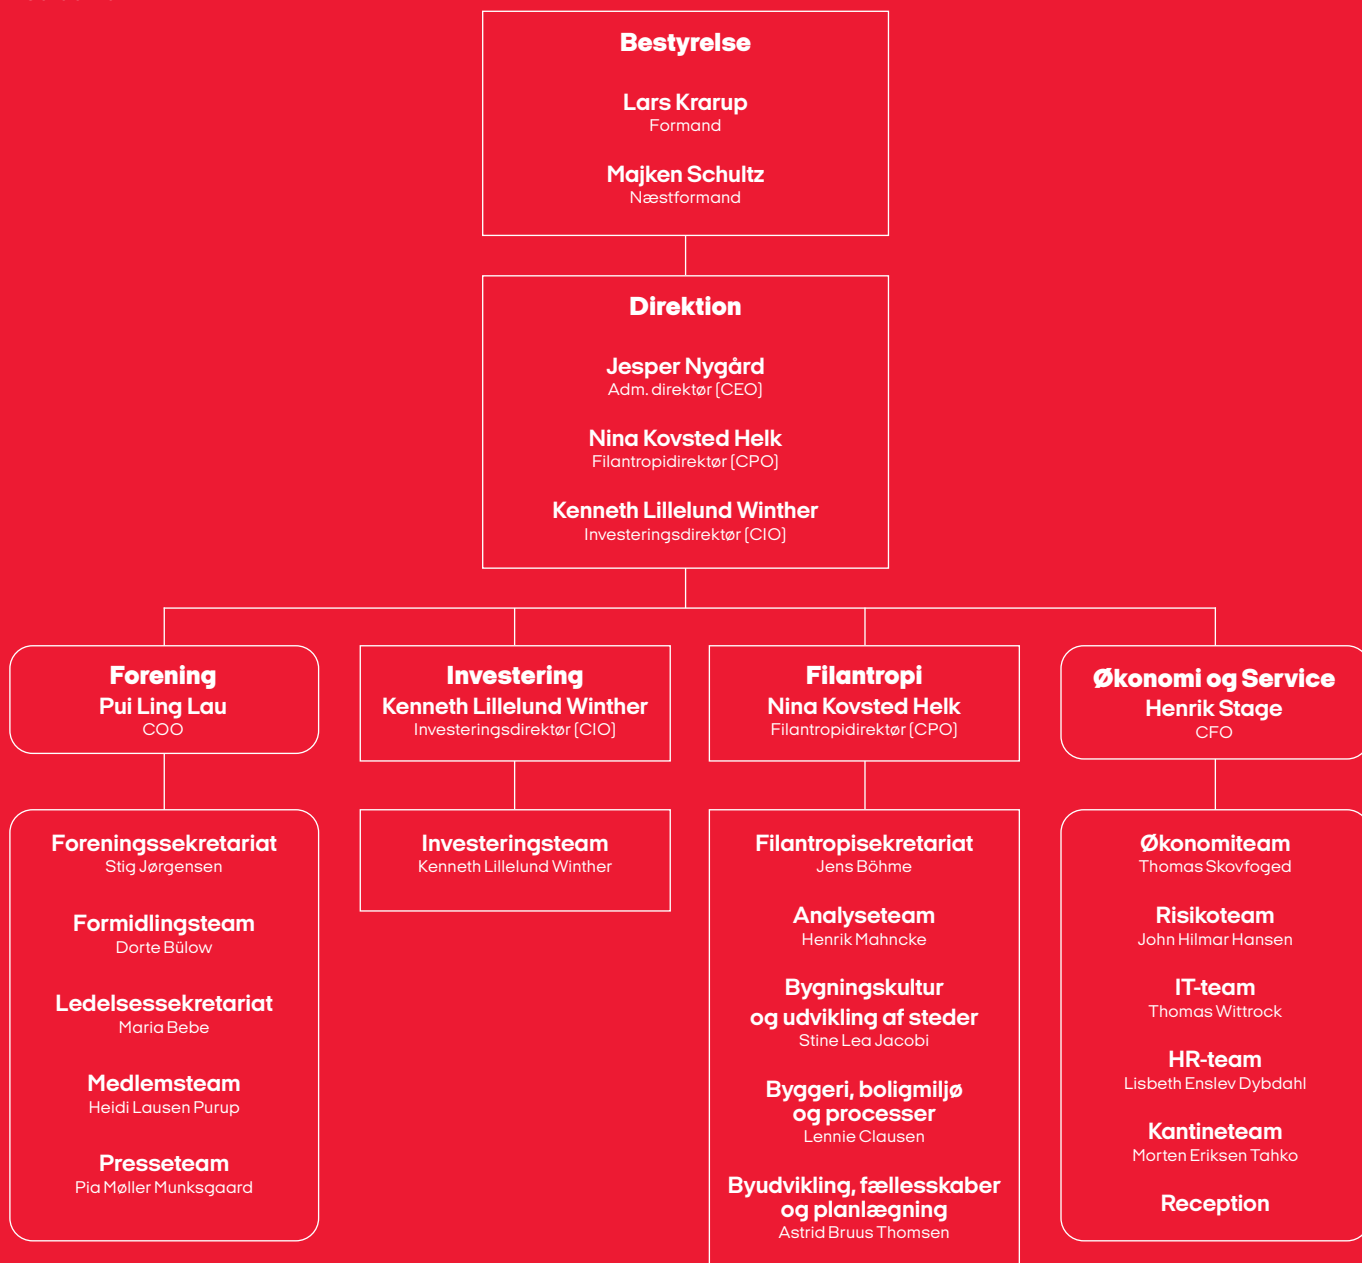 Bestyrelse
Lars Krarup
Formand
Majken Schultz
Næstformand
Direktion
Jesper Nygård
Adm. direktør (CEO)
Nina Kovsted Helk
Filantropidirektør (CPO)
Kenneth Lillelund Winther
Investeringsdirektør (CIO)
Forening
Pui Ling Lau
COO
Investering
Kenneth Lillelund Winther
Investeringsdirektør (CIO)
Filantropi
Nina Kovsted Helk
Filantropidirektør (CPO)
Økonomi og Service
Henrik Stage
CFO
Foreningssekretariat
Stig Jørgensen
Formidlingsteam
Dorte Bülow
Ledelsessekretariat
Maria Bebe
Medlemsteam
Heidi Lausen Purup
Presseteam
Pia Møller Munksgaard
Investeringsteam
Kenneth Lillelund Winther
Filantropisekretariat
Jens Böhme
Analyseteam
Henrik Mahncke
Bygningskultur
og udvikling af steder
Stine Lea Jacobi
Byggeri, boligmiljø
og processer
Lennie Clausen
Byudvikling, fællesskaber
og planlægning
Astrid Bruus Thomsen
Økonomiteam
Thomas Skovfoged
Risikoteam
John Hilmar Hansen
IT-team
Thomas Wittrock
HR-team
Lisbeth Enslev Dybdahl
Kantineteam
Morten Eriksen Tahko
Reception